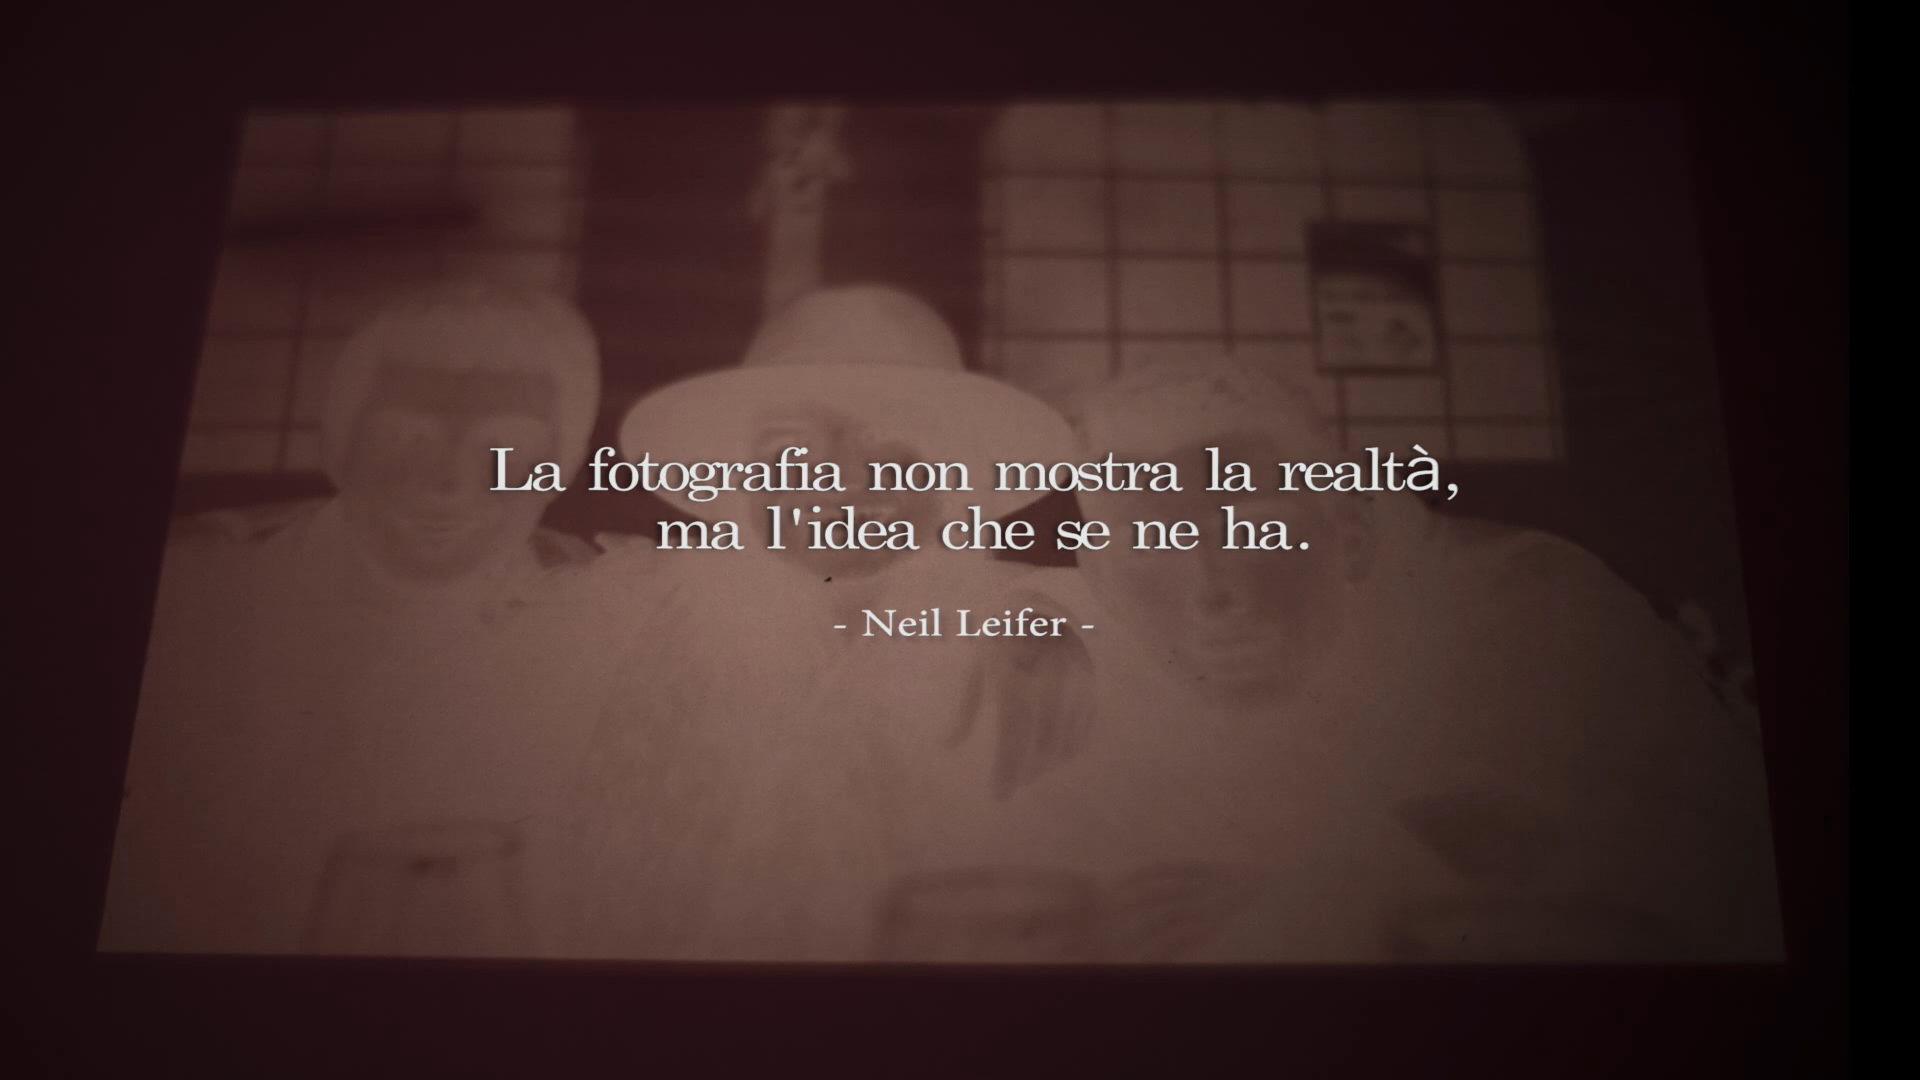 La fotografia non mostra la realtà,
ma l'idea che se ne ha.
- Neil Leifer -